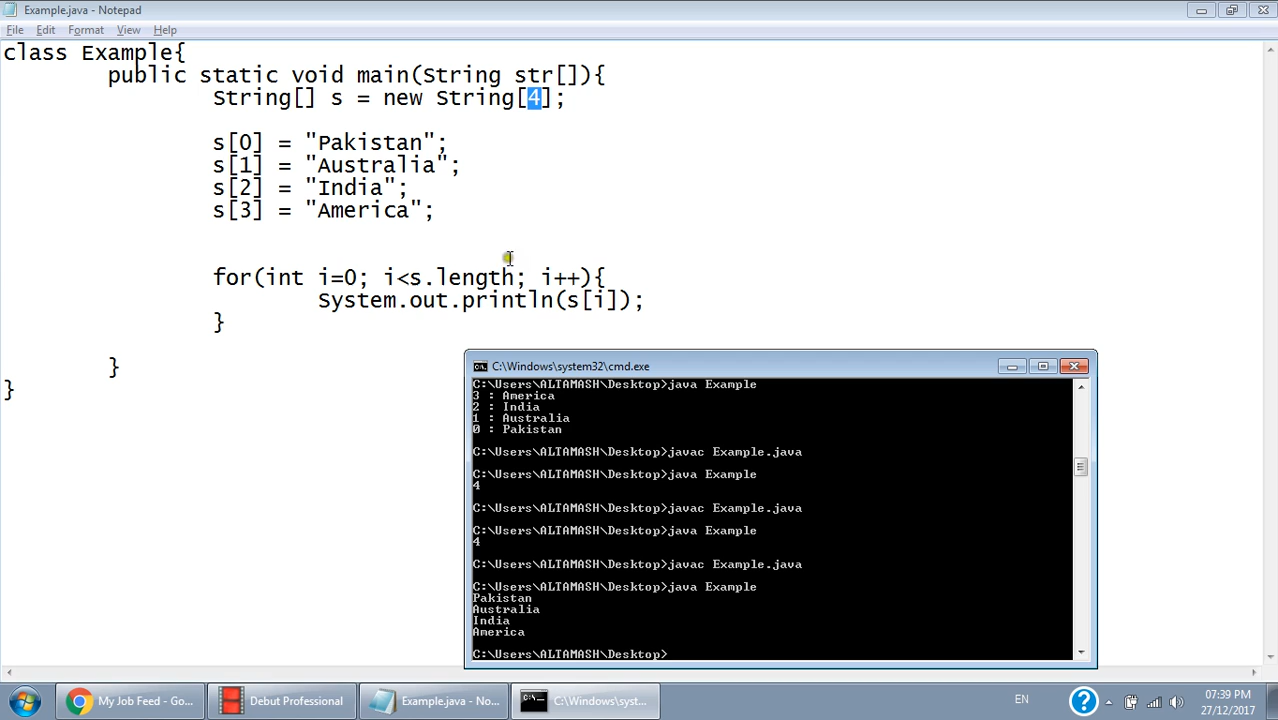 Example.java - Notepad
File Edit Format View Help
class Example{
public static void main(String str[]){
String[] s = new String[4];
s[0] = "Pakistan";
s[1] = "Australia";
s[2] = "India";
s[3] = "America";
for(int i=0; i<s.length; i++){
System.out.println(s[i]);
}
}
}
C:\Windows\system32\cmd.exe
C:\Users\ALTAMASH\Desktop>java Example
3 : America
2 : India
1 : Australia
0 : Pakistan
C:\Users\ALTAMASH\Desktop>javac Example.java
C:\Users\ALTAMASH\Desktop>java Example
4
C:\Users\ALTAMASH\Desktop>javac Example.java
C:\Users\ALTAMASH\Desktop>java Example
4
C:\Users\ALTAMASH\Desktop>javac Example.java
C:\Users\ALTAMASH\Desktop>java Example
Pakistan
Australia
India
America
C:\Users\ALTAMASH\Desktop>
My Job Feed - Go... Debut Professional Example.java - No... C:\Windows\syst... EN 07:39 PM
27/12/2017